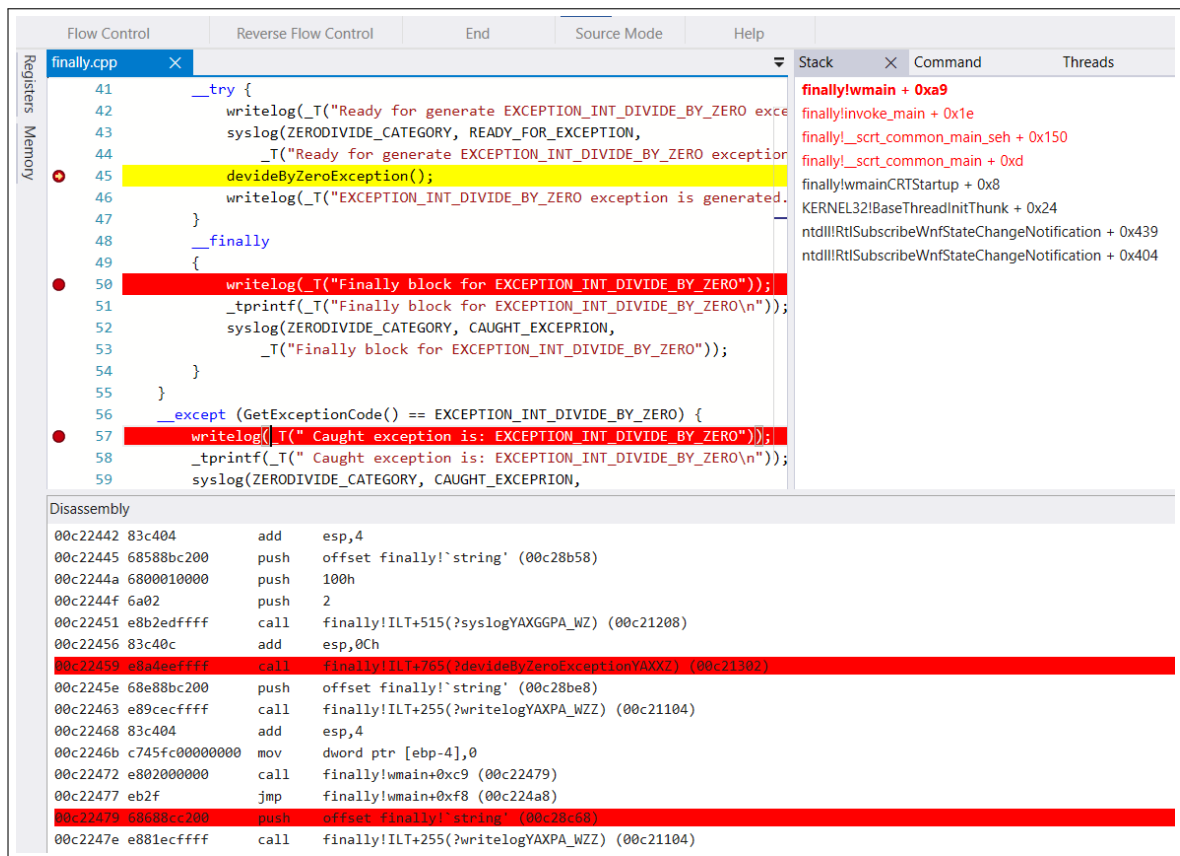 Flow Control Reverse Flow Control End Source Mode Help
Registers
Memory
finally.cpp
41 __try {
42 writelog(_T("Ready for generate EXCEPTION_INT_DIVIDE_BY_ZERO exce
43 syslog(ZERODIVIDE_CATEGORY, READY_FOR_EXCEPTION,
44 _T("Ready for generate EXCEPTION_INT_DIVIDE_BY_ZERO exception
45 devideByZeroException();
46 writelog(_T("EXCEPTION_INT_DIVIDE_BY_ZERO exception is generated.
47 }
48 __finally
49 {
50 writelog(_T("Finally block for EXCEPTION_INT_DIVIDE_BY_ZERO"));
51 _tprintf(_T("Finally block for EXCEPTION_INT_DIVIDE_BY_ZERO\n"));
52 syslog(ZERODIVIDE_CATEGORY, CAUGHT_EXCEPRION,
53 _T("Finally block for EXCEPTION_INT_DIVIDE_BY_ZERO"));
54 }
55 }
56 __except (GetExceptionCode() == EXCEPTION_INT_DIVIDE_BY_ZERO) {
57 writelog(_T(" Caught exception is: EXCEPTION_INT_DIVIDE_BY_ZERO"));
58 _tprintf(_T(" Caught exception is: EXCEPTION_INT_DIVIDE_BY_ZERO\n"));
59 syslog(ZERODIVIDE_CATEGORY, CAUGHT_EXCEPRION,
Stack Command Threads
finally!wmain + 0xa9
finally!invoke_main + 0x1e
finally!__scrt_common_main_seh + 0x150
finally!__scrt_common_main + 0xd
finally!wmainCRTStartup + 0x8
KERNEL32!BaseThreadInitThunk + 0x24
ntdll!RtlSubscribeWnfStateChangeNotification + 0x439
ntdll!RtlSubscribeWnfStateChangeNotification + 0x404
Disassembly
00c22442 83c404 add esp,4
00c22445 68588bc200 push offset finally!`string' (00c28b58)
00c2244a 6800010000 push 100h
00c2244f 6a02 push 2
00c22451 e8b2edffff call finally!ILT+515(?syslogYAXGGPA_WZ) (00c21208)
00c22456 83c40c add esp,0Ch
00c22459 e8a4eeffff call finally!ILT+765(?devideByZeroExceptionYAXXZ) (00c21302)
00c2245e 68e88bc200 push offset finally!`string' (00c28be8)
00c22463 e89cecffff call finally!ILT+255(?writelogYAXPA_WZZ) (00c21104)
00c22468 83c404 add esp,4
00c2246b c745fc00000000 mov dword ptr [ebp-4],0
00c22472 e802000000 call finally!wmain+0xc9 (00c22479)
00c22477 eb2f jmp finally!wmain+0xf8 (00c224a8)
00c22479 68688cc200 push offset finally!`string' (00c28c68)
00c2247e e881ecffff call finally!ILT+255(?writelogYAXPA_WZZ) (00c21104)